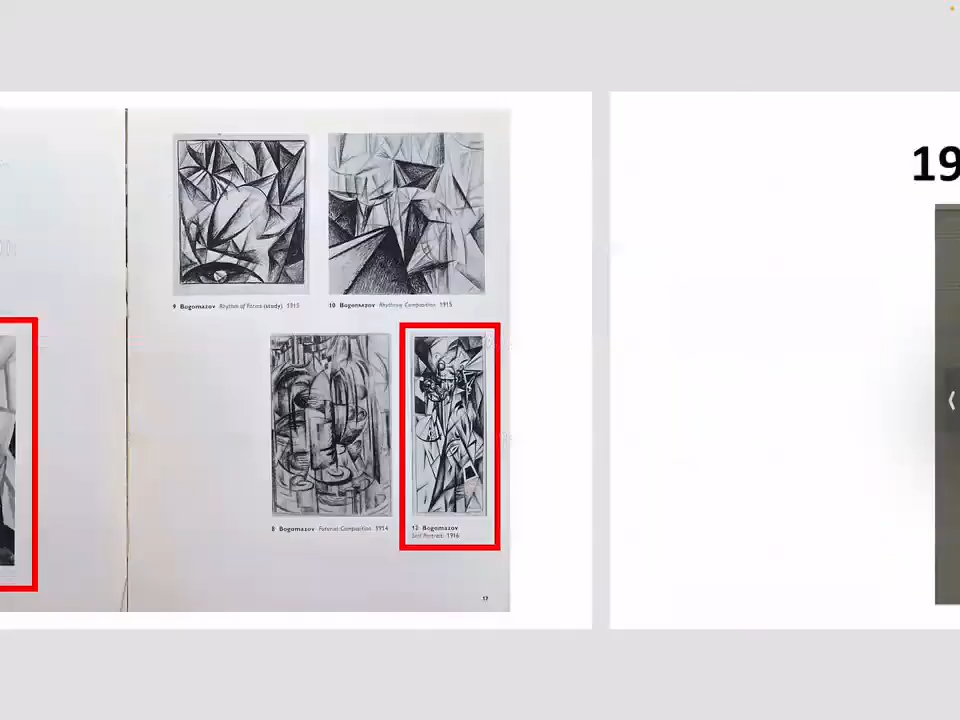 19
9 Bogomazov Rhythm of Forms (study) 1915
10 Bogomazov Rhythmic Composition 1915
8 Bogomazov Futurist Composition 1914
12 Bogomazov
Self Portrait 1916
17